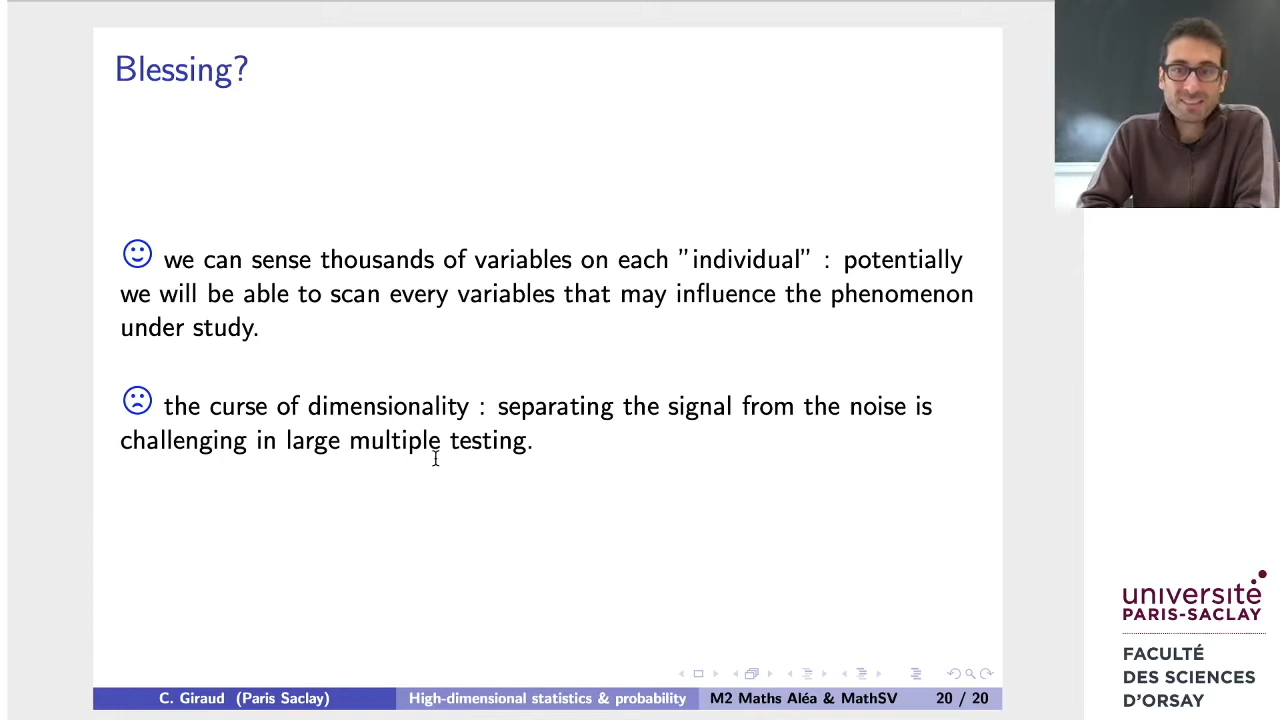 Blessing?
we can sense thousands of variables on each "individual" : potentially
we will be able to scan every variables that may influence the phenomenon
under study.
the curse of dimensionality : separating the signal from the noise is
challenging in large multiple testing.
C. Giraud (Paris Saclay) High-dimensional statistics & probability M2 Maths Aléa & MathSV 20 / 20
université
PARIS-SACLAY
FACULTÉ
DES SCIENCES
D'ORSAY